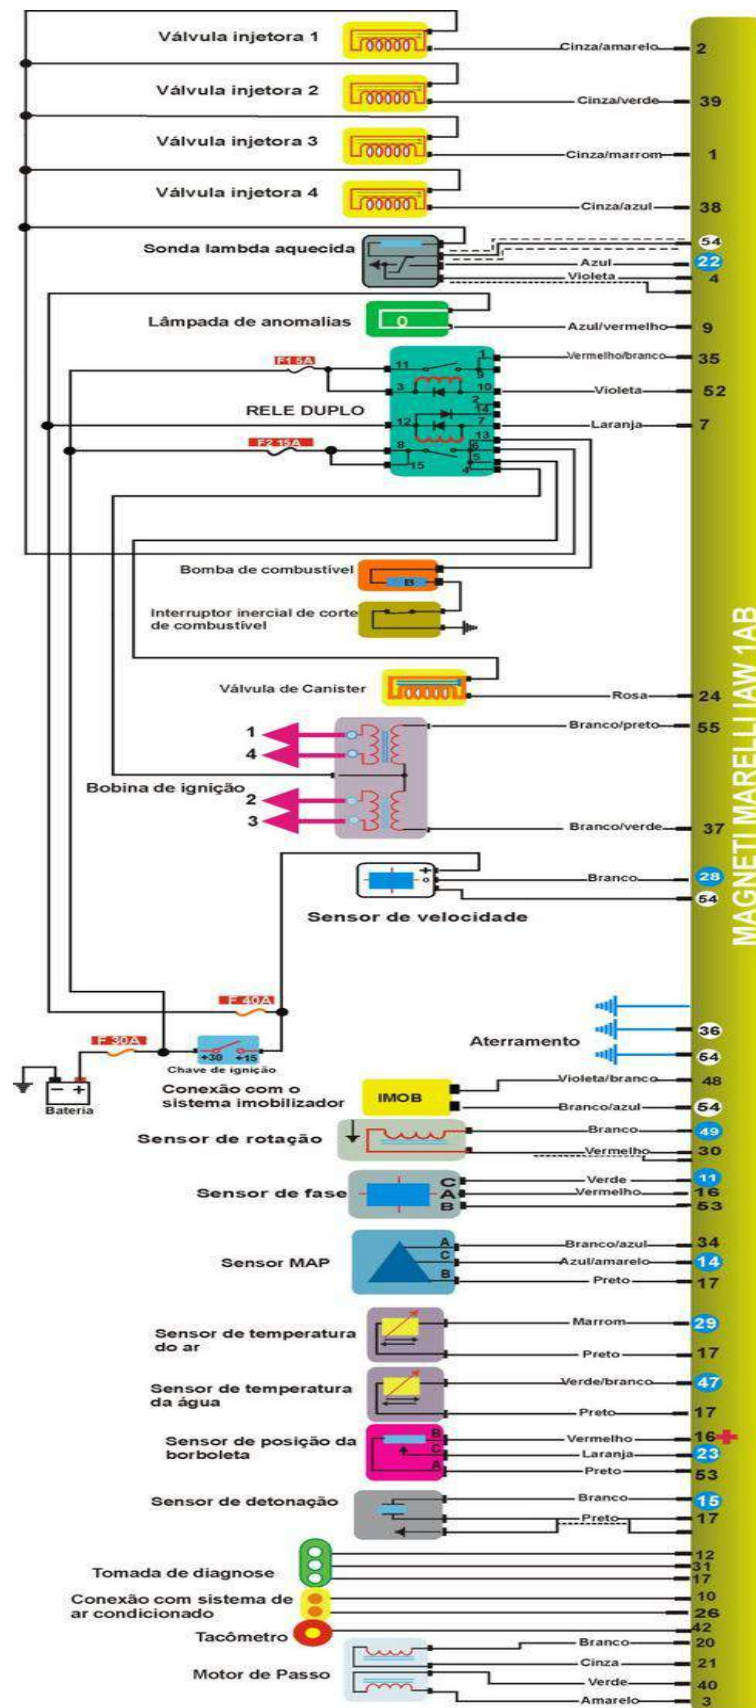 Válvula injetora 1
Cinza/amarelo
2
Válvula injetora 2
Cinza/verde
39
Válvula injetora 3
Cinza/marrom
1
Válvula injetora 4
Cinza/azul
38
Sonda lambda aquecida
54
Azul
22
Violeta
4
Lâmpada de anomalias
0
Azul/vermelho
9
F1 5A
11
1
9
Vermelho/branco
35
3
10
Violeta
52
RELE DUPLO
2
14
12
7
Laranja
7
F2 15A
13
8
6
5
15
4
Bomba de combustível
B
Interruptor inercial de corte
de combustível
Válvula de Canister
Rosa
24
Branco/preto
55
1
4
Bobina de ignição
2
3
Branco/verde
37
+
Branco
28
o
54
Sensor de velocidade
MAGNETI MARELLI IAW 1AB
F 40A
36
F 30A
Aterramento
54
+30 +15
Chave de ignição
- +
Bateria
Conexão com o
sistema imobilizador
IMOB
Violeta/branco
48
Branco/azul
54
Sensor de rotação
Branco
49
Vermelho
30
Sensor de fase
C
Verde
11
A
Vermelho
16
B
53
Sensor MAP
A
Branco/azul
34
C
Azul/amarelo
14
B
Preto
17
Sensor de temperatura
do ar
Marrom
29
Preto
17
Sensor de temperatura
da água
Verde/branco
47
Preto
17
Sensor de posição da
borboleta
B
Vermelho
16+
C
Laranja
23
A
Preto
53
Sensor de detonação
Branco
15
Preto
17
Tomada de diagnose
12
31
17
Conexão com sistema de
ar condicionado
10
26
Tacômetro
42
Motor de Passo
Branco
20
Cinza
21
Verde
40
Amarelo
3